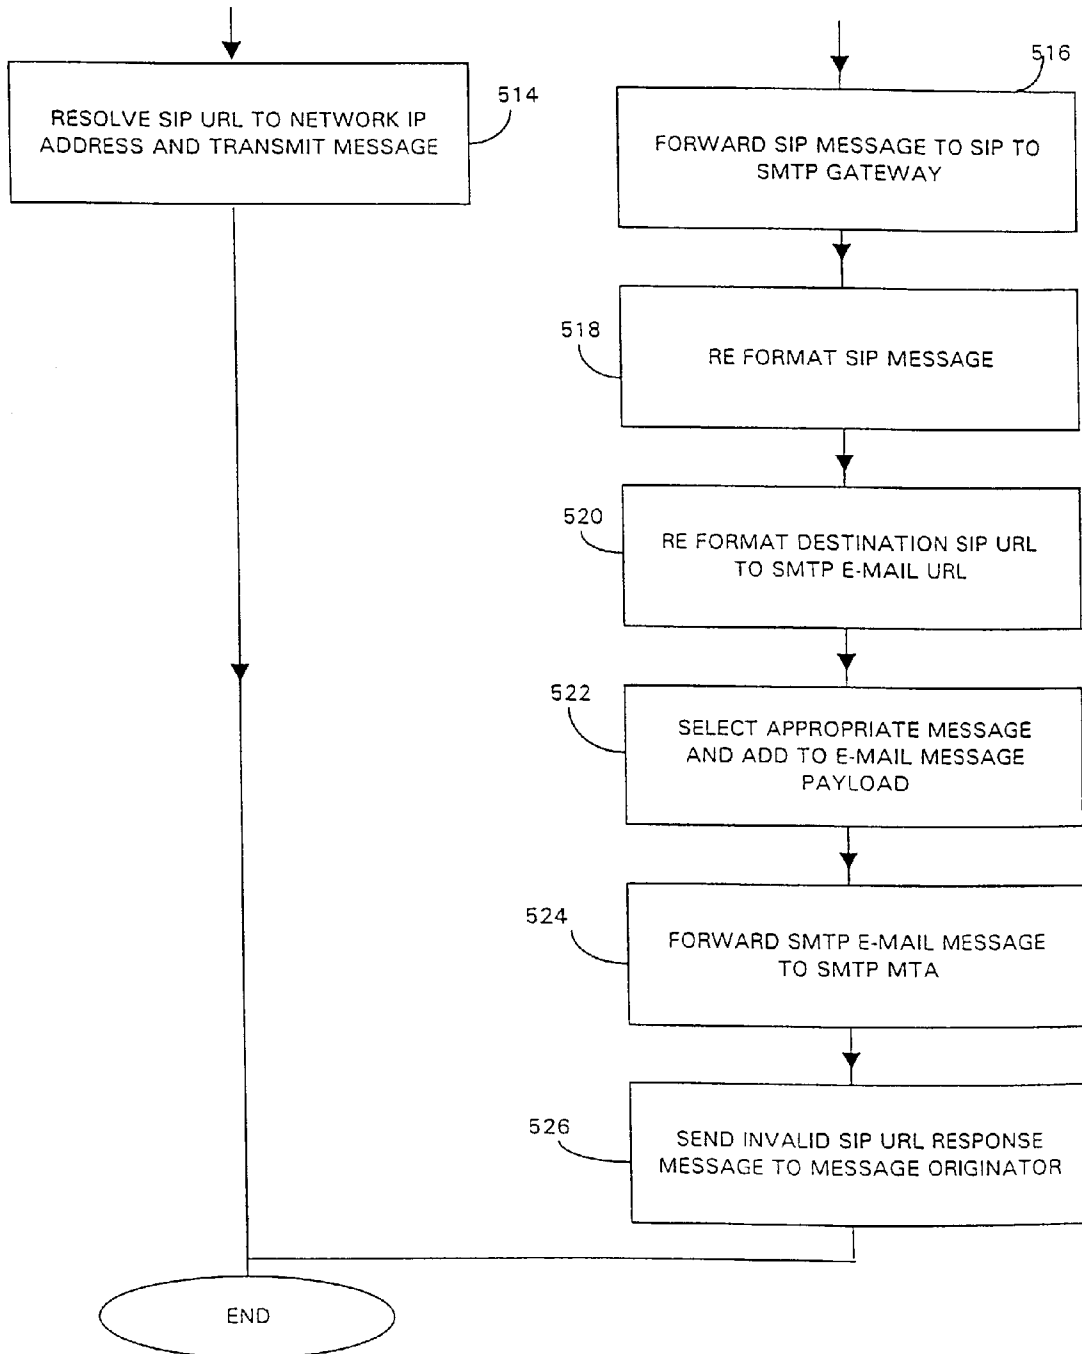 514
RESOLVE SIP URL TO NETWORK IP
ADDRESS AND TRANSMIT MESSAGE
516
FORWARD SIP MESSAGE TO SIP TO
SMTP GATEWAY
518
RE FORMAT SIP MESSAGE
520
RE FORMAT DESTINATION SIP URL
TO SMTP E-MAIL URL
522
SELECT APPROPRIATE MESSAGE
AND ADD TO E-MAIL MESSAGE
PAYLOAD
524
FORWARD SMTP E-MAIL MESSAGE
TO SMTP MTA
526
SEND INVALID SIP URL RESPONSE
MESSAGE TO MESSAGE ORIGINATOR
END